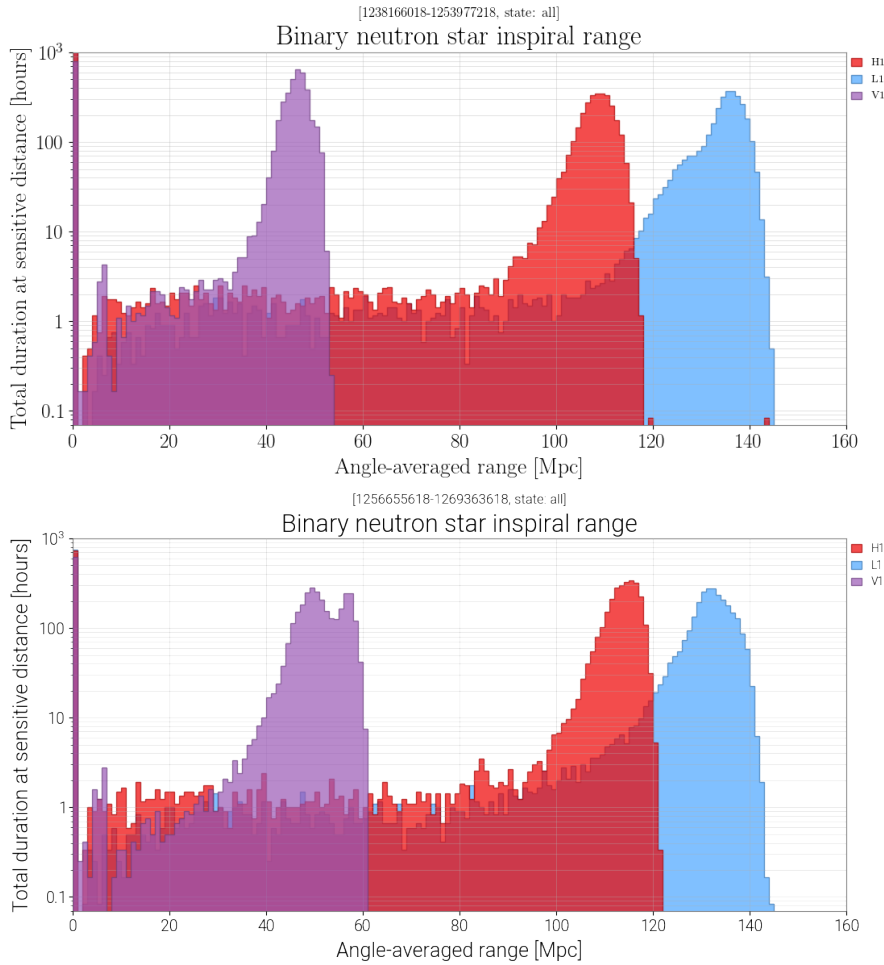 [1238166018-1253977218, state: all]
Binary neutron star inspiral range
Total duration at sensitive distance [hours]
10³
100
10
1
0.1
0 20 40 60 80 100 120 140 160
Angle-averaged range [Mpc]
H1
L1
V1
[1256655618-1269363618, state: all]
Binary neutron star inspiral range
Total duration at sensitive distance [hours]
10³
100
10
1
0.1
0 20 40 60 80 100 120 140 160
Angle-averaged range [Mpc]
H1
L1
V1